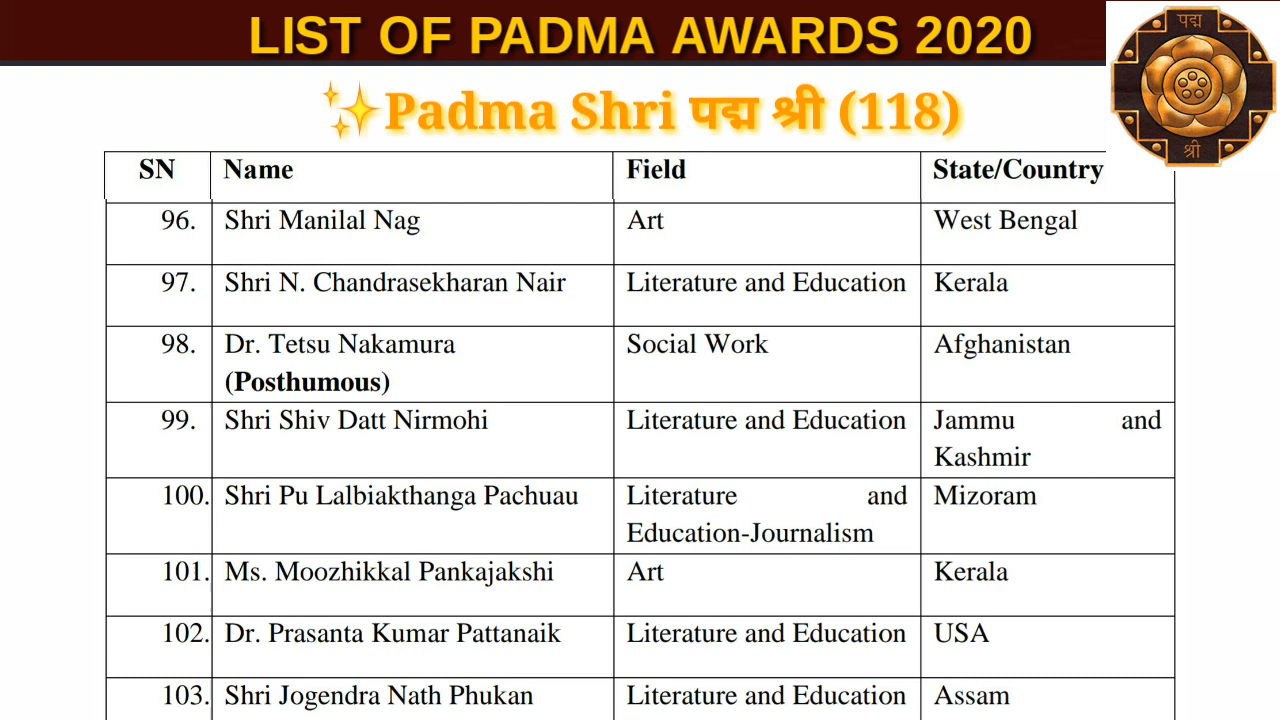 LIST OF PADMA AWARDS 2020
पद्म
श्री
✨Padma Shri पद्म श्री (118)
SN Name Field State/Country
96. Shri Manilal Nag Art West Bengal
97. Shri N. Chandrasekharan Nair Literature and Education Kerala
98. Dr. Tetsu Nakamura Social Work Afghanistan
(Posthumous)
99. Shri Shiv Datt Nirmohi Literature and Education Jammu and
Kashmir
100. Shri Pu Lalbiakthanga Pachuau Literature and Mizoram
Education-Journalism
101. Ms. Moozhikkal Pankajakshi Art Kerala
102. Dr. Prasanta Kumar Pattanaik Literature and Education USA
103. Shri Jogendra Nath Phukan Literature and Education Assam